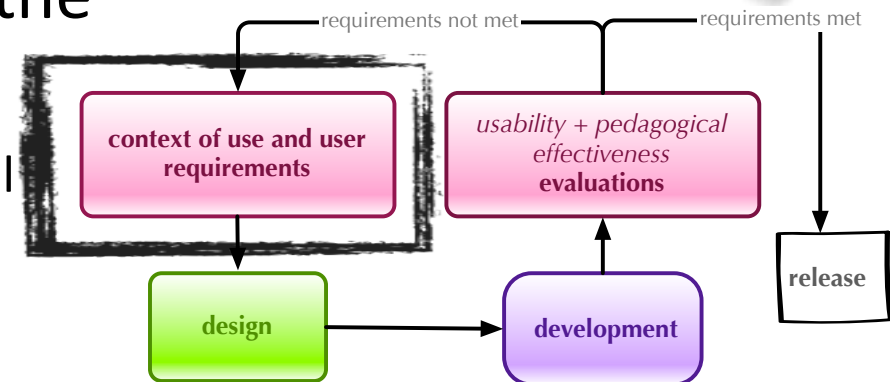 the
requirements not met
requirements met
context of use and user
requirements
usability + pedagogical
effectiveness
evaluations
l
release
design
development